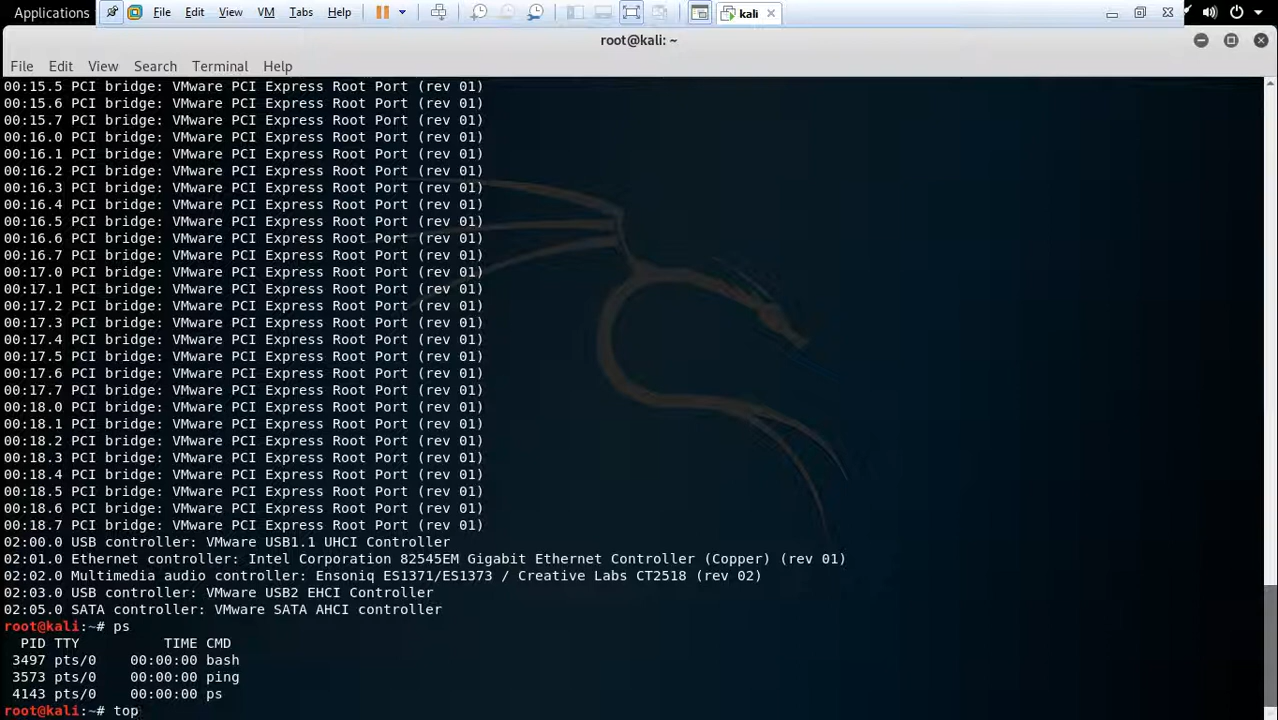 Applications File Edit View VM Tabs Help kali
root@kali: ~
File Edit View Search Terminal Help
00:15.5 PCI bridge: VMware PCI Express Root Port (rev 01)
00:15.6 PCI bridge: VMware PCI Express Root Port (rev 01)
00:15.7 PCI bridge: VMware PCI Express Root Port (rev 01)
00:16.0 PCI bridge: VMware PCI Express Root Port (rev 01)
00:16.1 PCI bridge: VMware PCI Express Root Port (rev 01)
00:16.2 PCI bridge: VMware PCI Express Root Port (rev 01)
00:16.3 PCI bridge: VMware PCI Express Root Port (rev 01)
00:16.4 PCI bridge: VMware PCI Express Root Port (rev 01)
00:16.5 PCI bridge: VMware PCI Express Root Port (rev 01)
00:16.6 PCI bridge: VMware PCI Express Root Port (rev 01)
00:16.7 PCI bridge: VMware PCI Express Root Port (rev 01)
00:17.0 PCI bridge: VMware PCI Express Root Port (rev 01)
00:17.1 PCI bridge: VMware PCI Express Root Port (rev 01)
00:17.2 PCI bridge: VMware PCI Express Root Port (rev 01)
00:17.3 PCI bridge: VMware PCI Express Root Port (rev 01)
00:17.4 PCI bridge: VMware PCI Express Root Port (rev 01)
00:17.5 PCI bridge: VMware PCI Express Root Port (rev 01)
00:17.6 PCI bridge: VMware PCI Express Root Port (rev 01)
00:17.7 PCI bridge: VMware PCI Express Root Port (rev 01)
00:18.0 PCI bridge: VMware PCI Express Root Port (rev 01)
00:18.1 PCI bridge: VMware PCI Express Root Port (rev 01)
00:18.2 PCI bridge: VMware PCI Express Root Port (rev 01)
00:18.3 PCI bridge: VMware PCI Express Root Port (rev 01)
00:18.4 PCI bridge: VMware PCI Express Root Port (rev 01)
00:18.5 PCI bridge: VMware PCI Express Root Port (rev 01)
00:18.6 PCI bridge: VMware PCI Express Root Port (rev 01)
00:18.7 PCI bridge: VMware PCI Express Root Port (rev 01)
02:00.0 USB controller: VMware USB1.1 UHCI Controller
02:01.0 Ethernet controller: Intel Corporation 82545EM Gigabit Ethernet Controller (Copper) (rev 01)
02:02.0 Multimedia audio controller: Ensoniq ES1371/ES1373 / Creative Labs CT2518 (rev 02)
02:03.0 USB controller: VMware USB2 EHCI Controller
02:05.0 SATA controller: VMware SATA AHCI controller
root@kali:~# ps
PID TTY TIME CMD
3497 pts/0 00:00:00 bash
3573 pts/0 00:00:00 ping
4143 pts/0 00:00:00 ps
root@kali:~# top